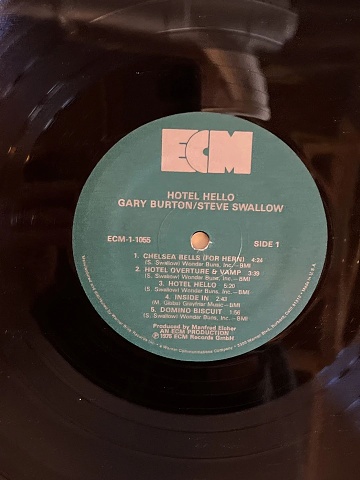 ECM
HOTEL HELLO
GARY BURTON/STEVE SWALLOW
ECM-1-1055
SIDE 1
1. CHELSEA BELLS (FOR HERN) 4:24
(S. Swallow) Wonder Buns, Inc.—BMI
2. HOTEL OVERTURE & VAMP 3:39
(S. Swallow) Wonder Buns, Inc.—BMI
3. HOTEL HELLO 5:20
(S. Swallow) Wonder Buns, Inc.—BMI
4. INSIDE IN 2:43
(M. Gibbs) Grayfriar Music—BMI
5. DOMINO BISCUIT 1:56
(S. Swallow) Wonder Buns, Inc.—BMI
Produced by Manfred Eicher
AN ECM PRODUCTION
℗ 1975 ECM Records GmbH
Made in U.S.A.